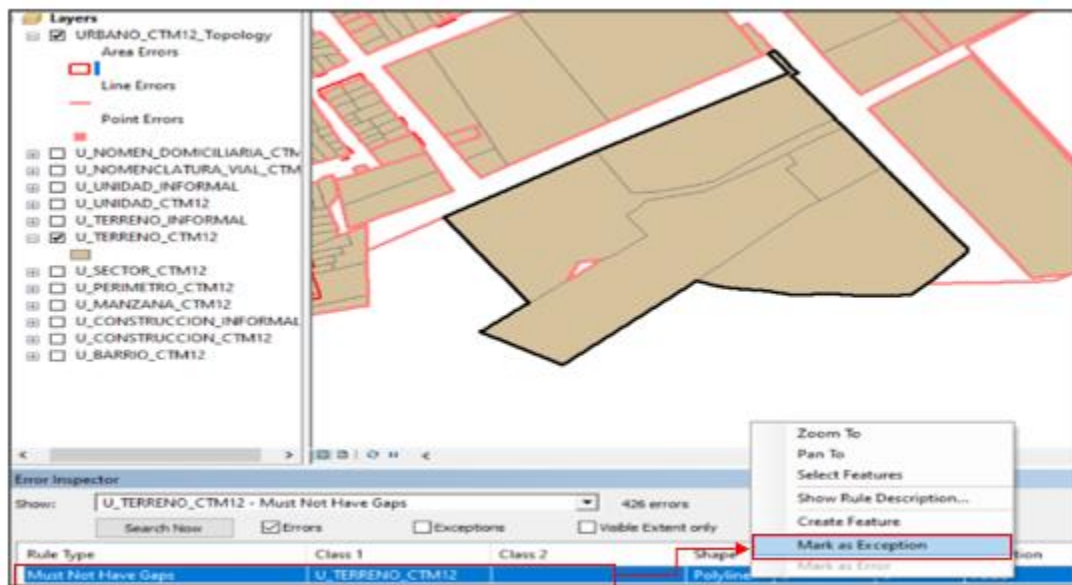 Layers
URBANO_CTM12_Topology
Area Errors
Line Errors
Point Errors
U_NOMEN_DOMICILIARIA_CTM
U_NOMENCLATURA_VIAL_CTM
U_UNIDAD_INFORMAL
U_UNIDAD_CTM12
U_TERRENO_INFORMAL
U_TERRENO_CTM12
U_SECTOR_CTM12
U_PERIMETRO_CTM12
U_MANZANA_CTM12
U_CONSTRUCCION_INFORMAL
U_CONSTRUCCION_CTM12
U_BARRIO_CTM12
Zoom To
Pan To
Select Features
Show Rule Description...
Create Feature
Mark as Exception
Mark as Error
Error Inspector
Show: U_TERRENO_CTM12 - Must Not Have Gaps 426 errors
Search Now Errors Exceptions Visible Extent only
Rule Type Class 1 Class 2 Shape tion
Must Not Have Gaps U_TERRENO_CTM12 Polyline